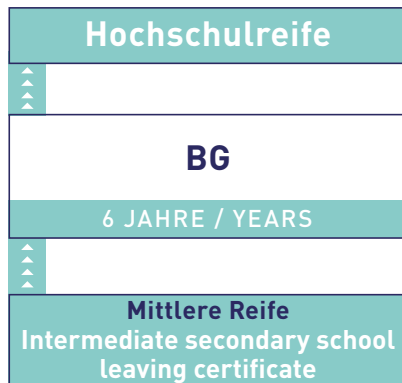 Hochschulreife
BG
6 JAHRE / YEARS
Mittlere Reife
Intermediate secondary school
leaving certificate